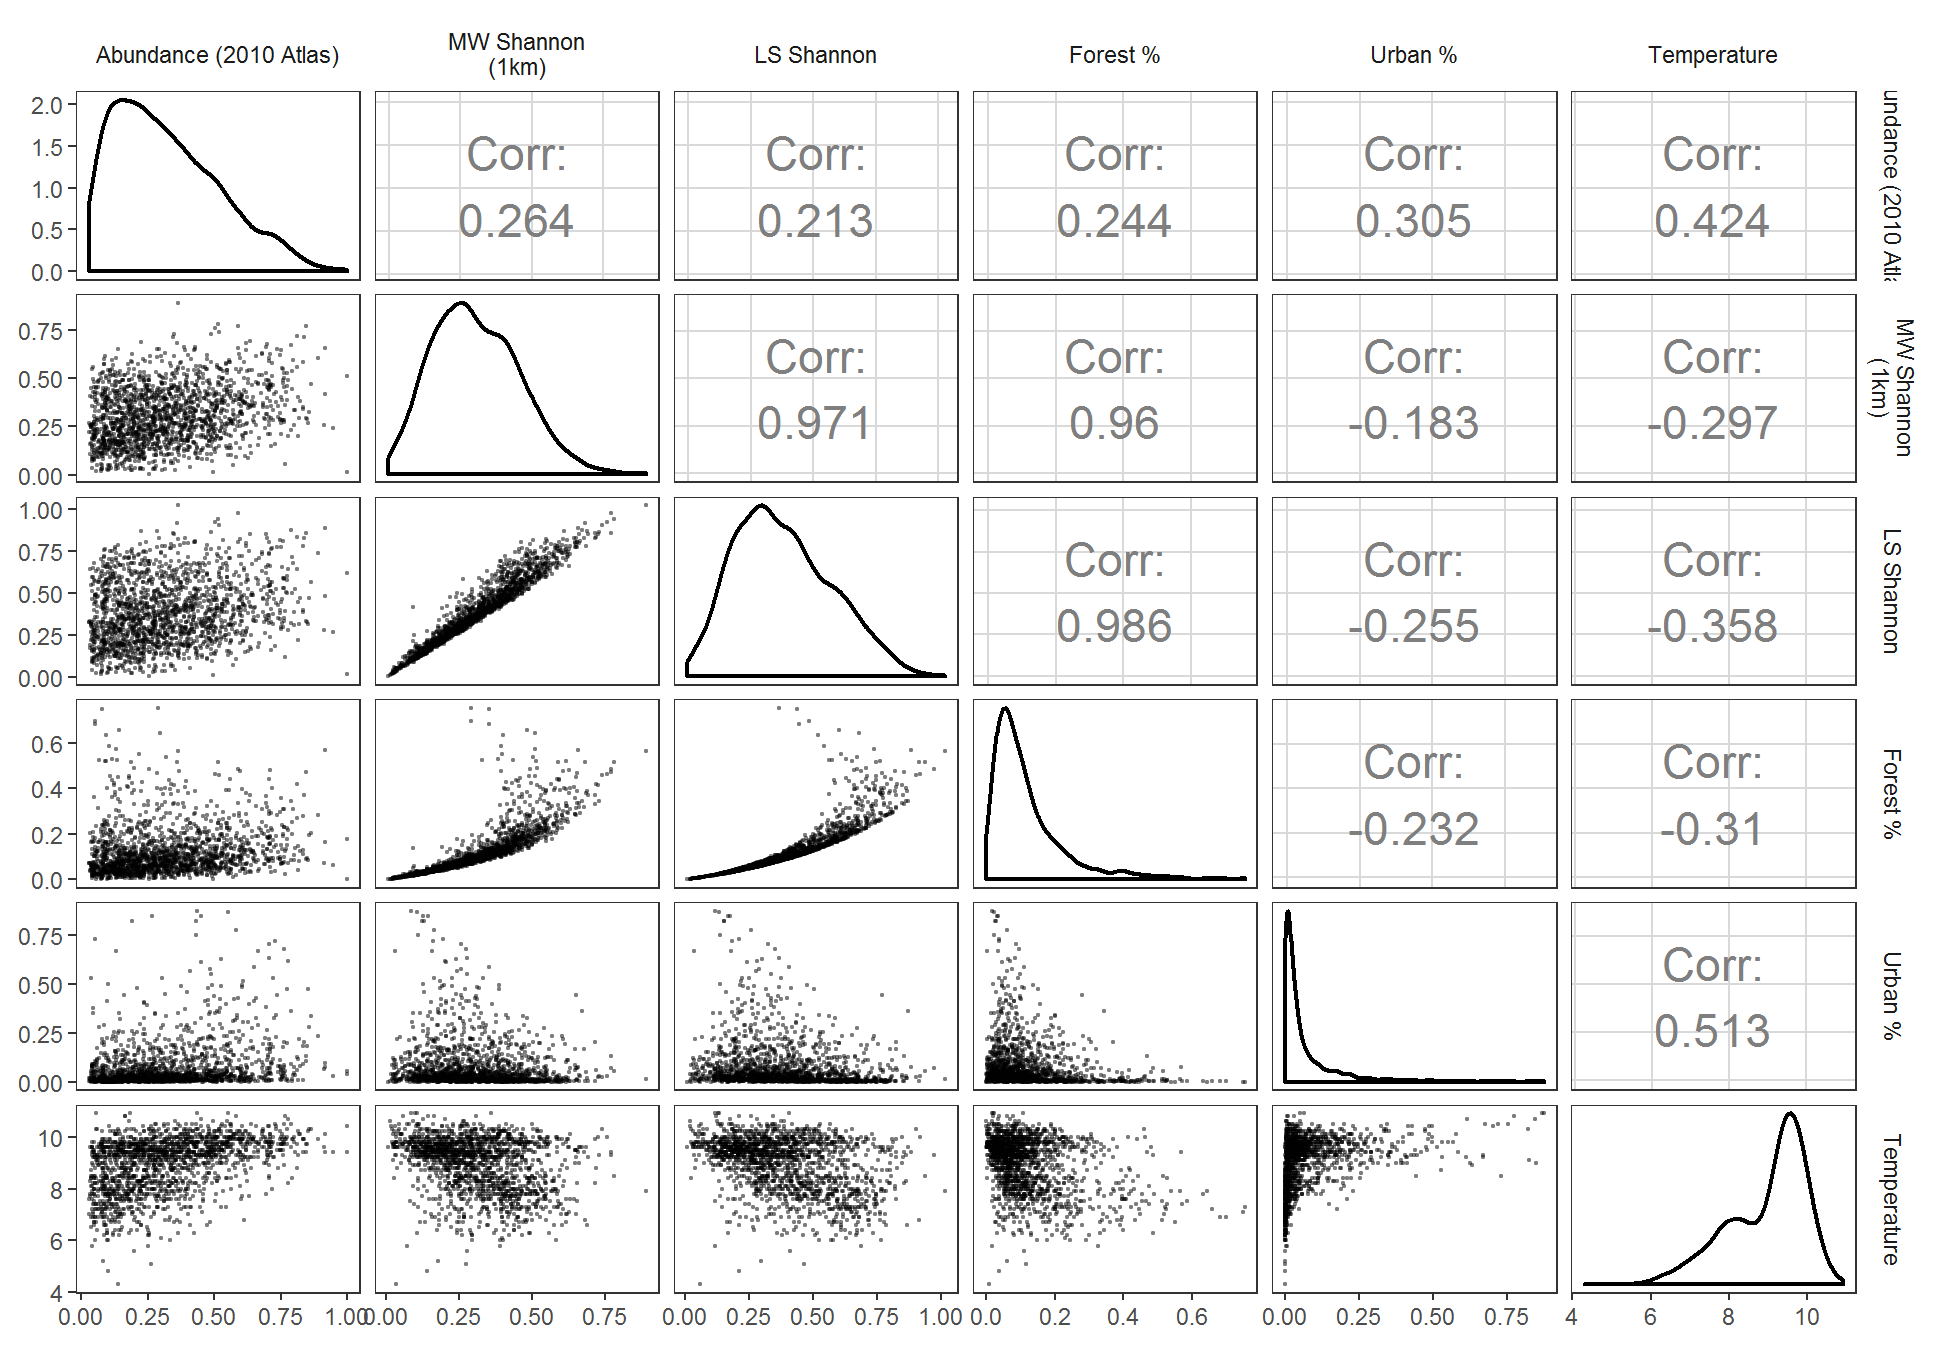 Abundance (2010 Atlas)
MW Shannon
(1km)
LS Shannon
Forest %
Urban %
Temperature
2.0
1.5
1.0
0.5
0.0
Corr:
0.264
Corr:
0.213
Corr:
0.244
Corr:
0.305
Corr:
0.424
undance (2010 Atl
0.75
0.50
0.25
0.00
Corr:
0.971
Corr:
0.96
Corr:
-0.183
Corr:
-0.297
MW Shannon
(1km)
1.00
0.75
0.50
0.25
0.00
Corr:
0.986
Corr:
-0.255
Corr:
-0.358
LS Shannon
0.6
0.4
0.2
0.0
Corr:
-0.232
Corr:
-0.31
Forest %
0.75
0.50
0.25
0.00
Corr:
0.513
Urban %
10
8
6
4
Temperature
0.00 0.25 0.50 0.75 1.00
0.00 0.25 0.50 0.75
0.00 0.25 0.50 0.75 1.00
0.0 0.2 0.4 0.6
0.00 0.25 0.50 0.75
4 6 8 10